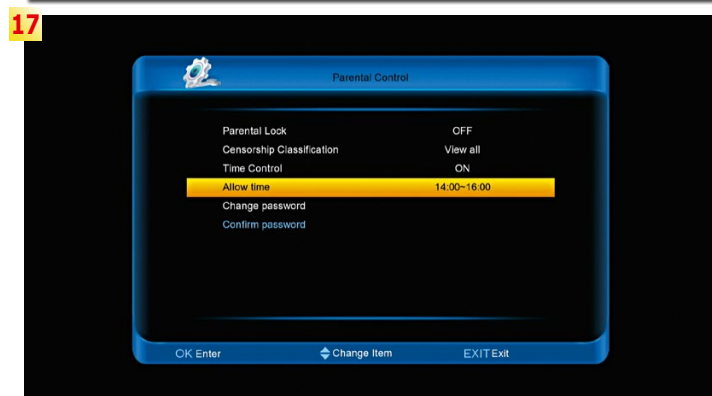 17
Parental Control
Parental Lock OFF
Censorship Classification View all
Time Control ON
Allow time 14:00~16:00
Change password
Confirm password
OK Enter Change Item EXIT Exit